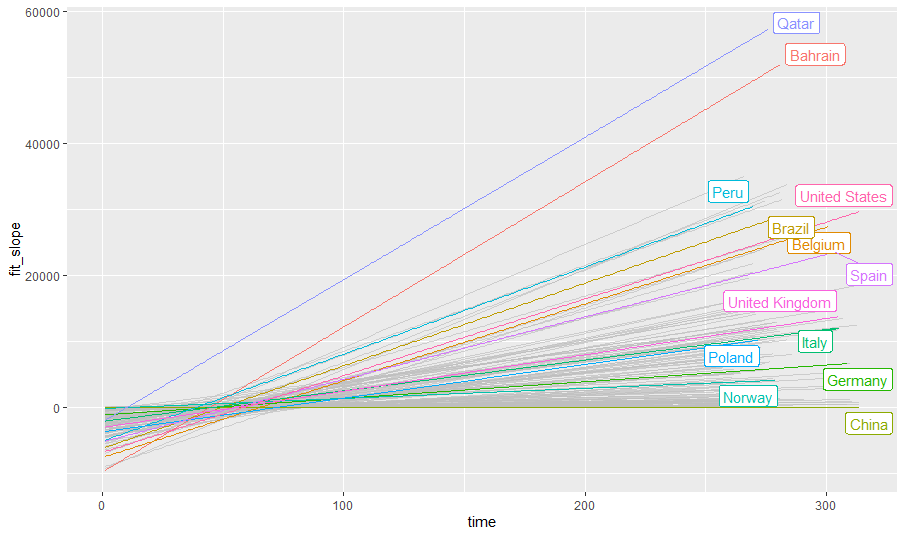 60000
Qatar
Bahrain
40000
Peru
United States
Brazil
Belgium
fit_slope
20000
Spain
United Kingdom
Italy
Poland
Germany
Norway
0
China
0
100
200
300
time